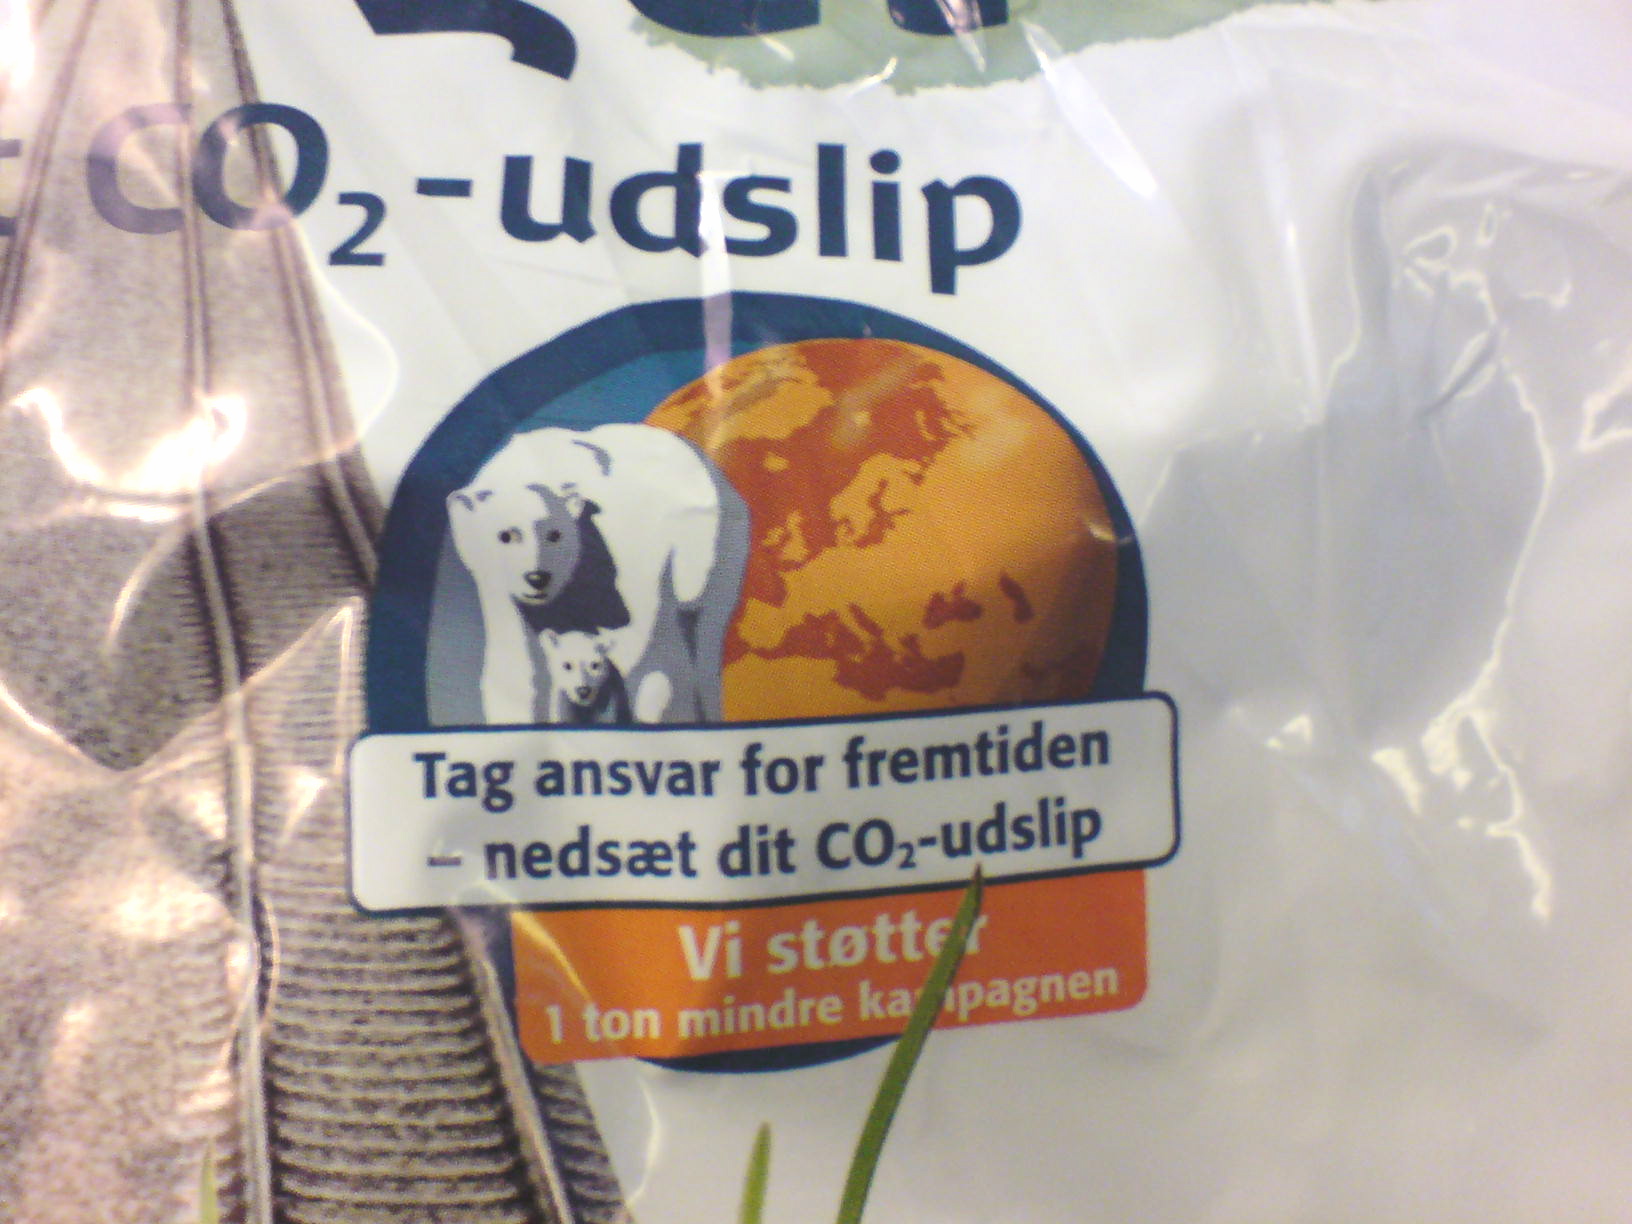 CO₂-udslip
Tag ansvar for fremtiden
– nedsæt dit CO₂-udslip
Vi støtter
1 ton mindre kampagnen